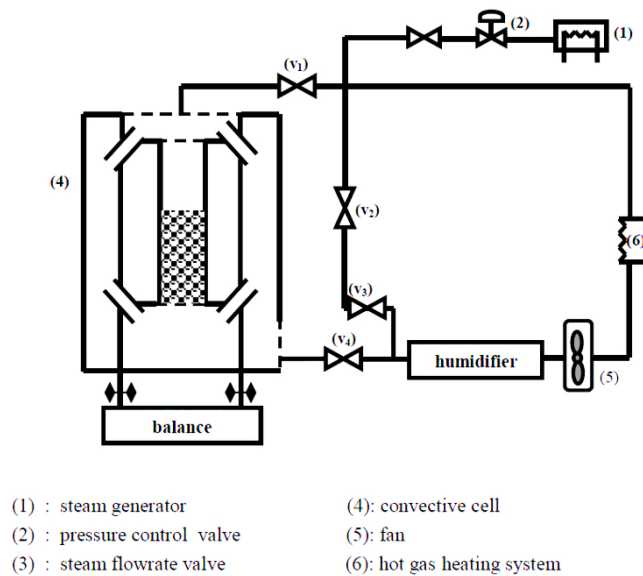 (2)
(1)
(v₁)
(4)
(v₂)
(6)
(v₃)
(v₄)
humidifier
(5)
balance
(1) : steam generator
(4): convective cell
(2) : pressure control valve
(5): fan
(3) : steam flowrate valve
(6): hot gas heating system